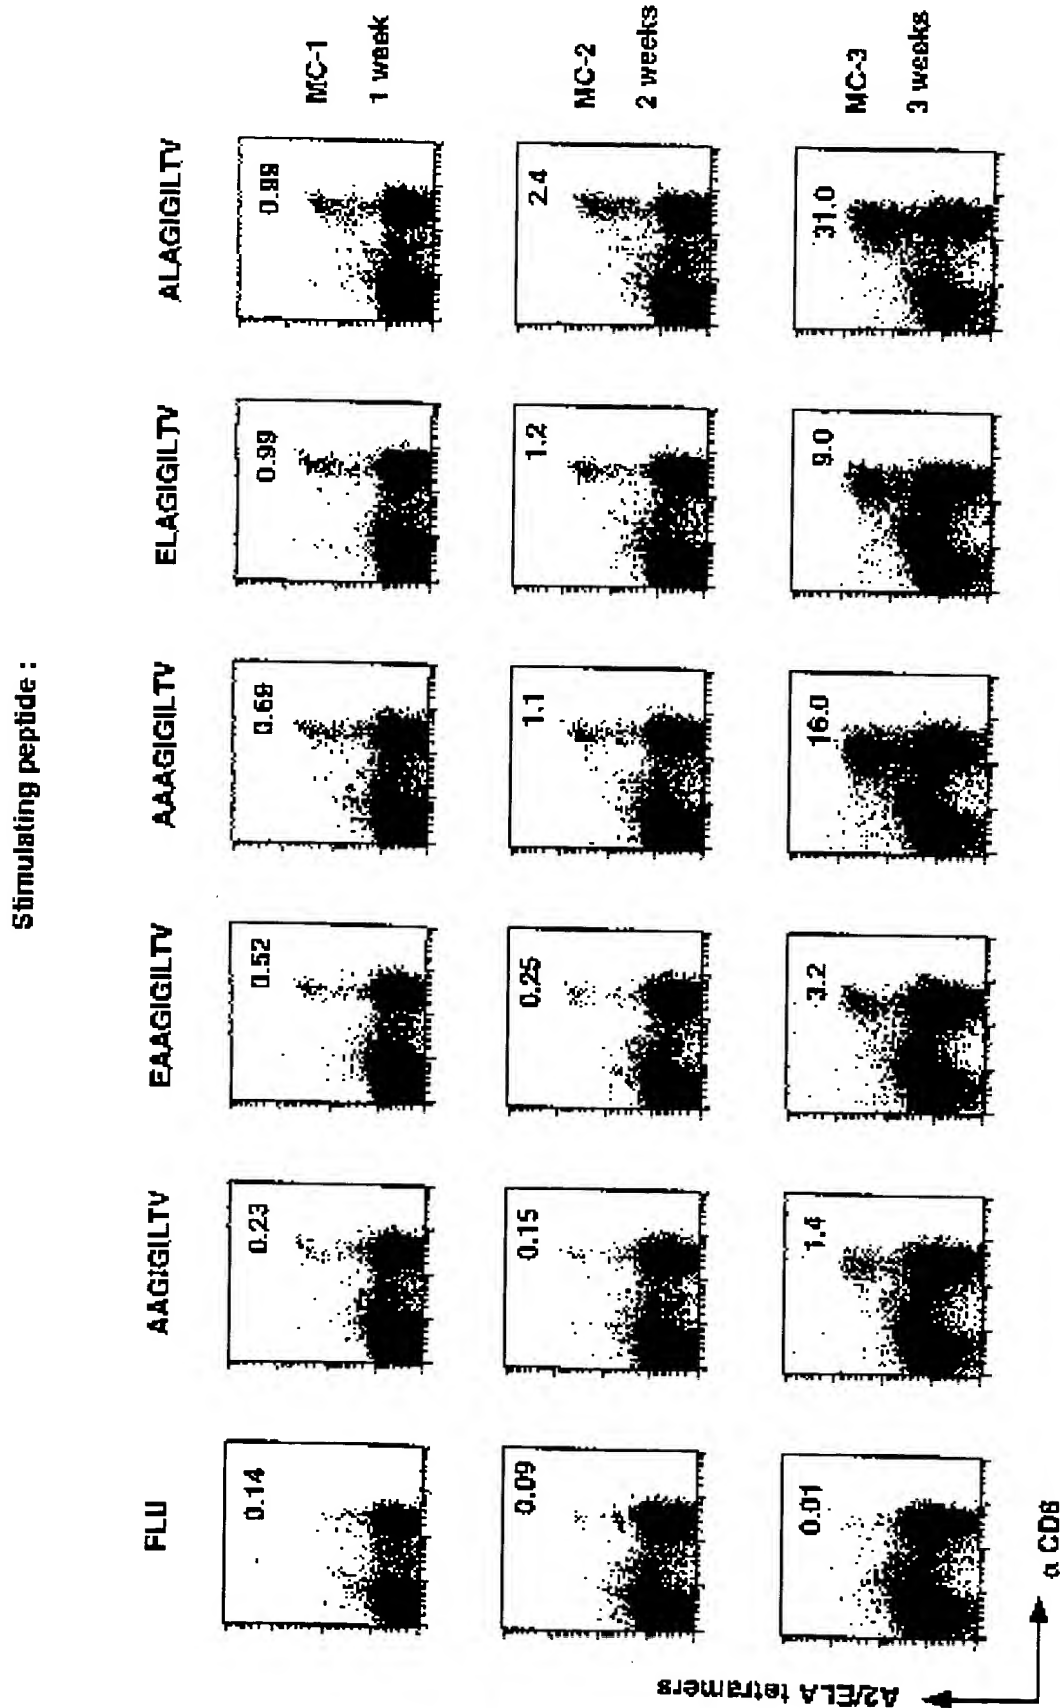 Stimulating peptide :
FLU
AAGIGILTV
EAAGIGILTV
AAAGIGILTV
ELAGIGILTV
ALAGIGILTV
0.14
0.23
0.52
0.68
0.99
0.99
MC-1
1 week
0.09
0.15
0.25
1.1
1.2
2.4
MC-2
2 weeks
0.01
1.4
3.2
16.0
9.0
31.0
MC-3
3 weeks
A2/ELA tetramers
α CD8